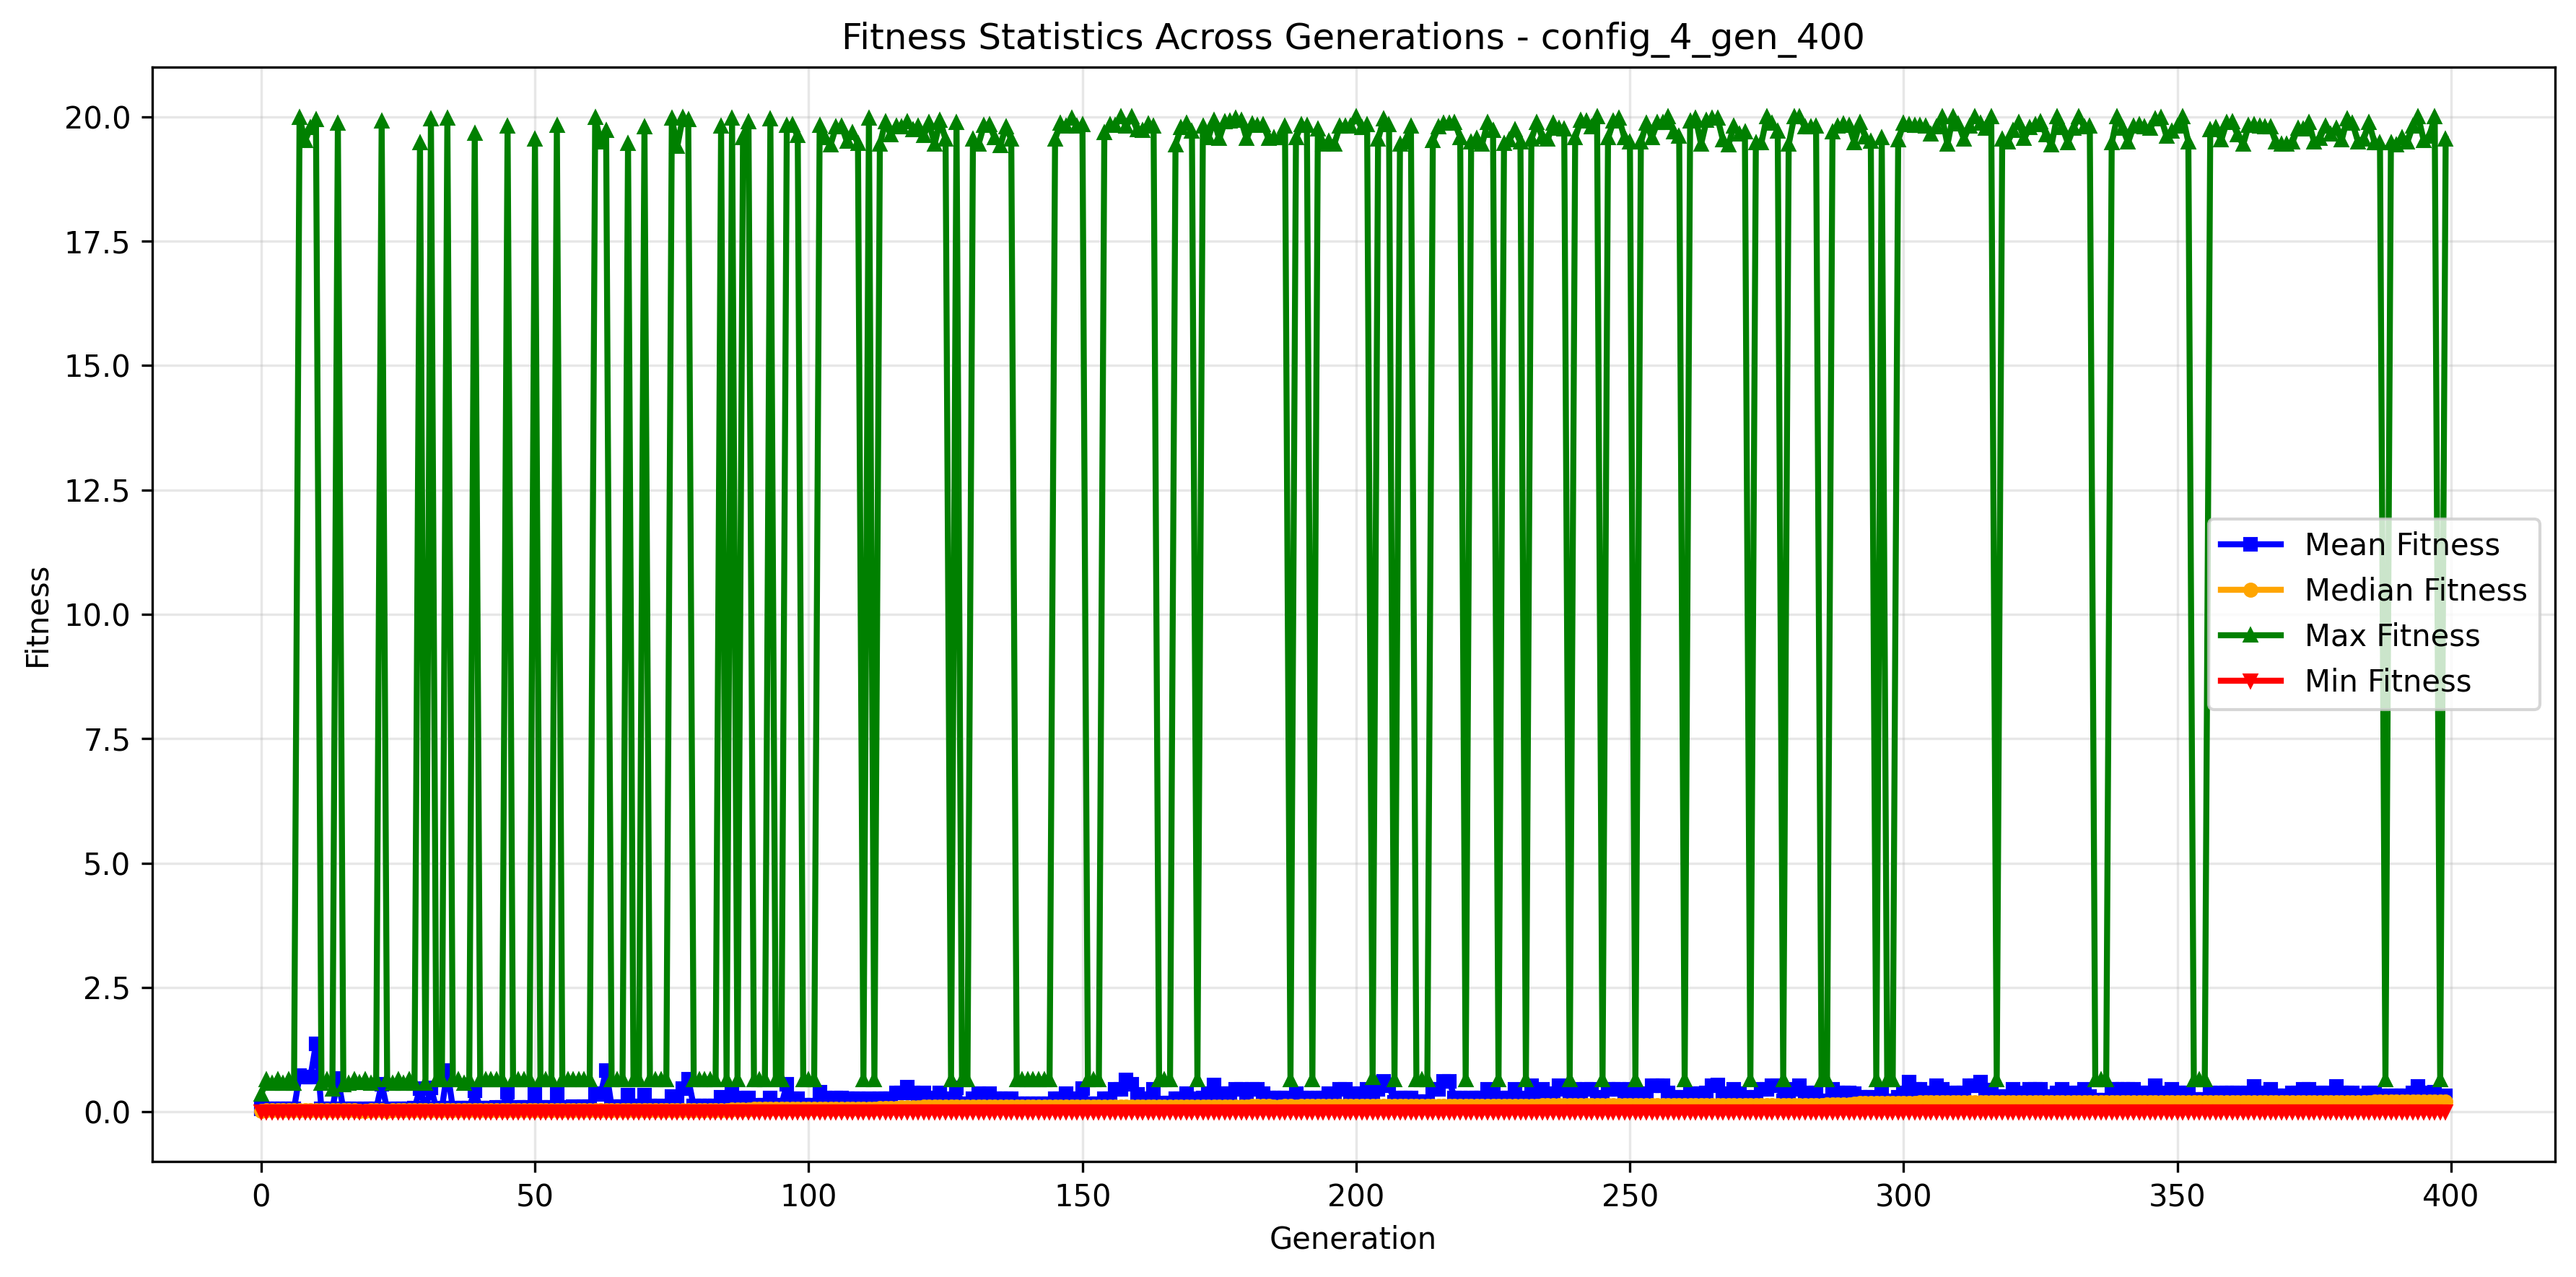 Fitness Statistics Across Generations - config_4_gen_400
Fitness
20.0
17.5
15.0
12.5
10.0
7.5
5.0
2.5
0.0
Mean Fitness
Median Fitness
Max Fitness
Min Fitness
0 50 100 150 200 250 300 350 400
Generation